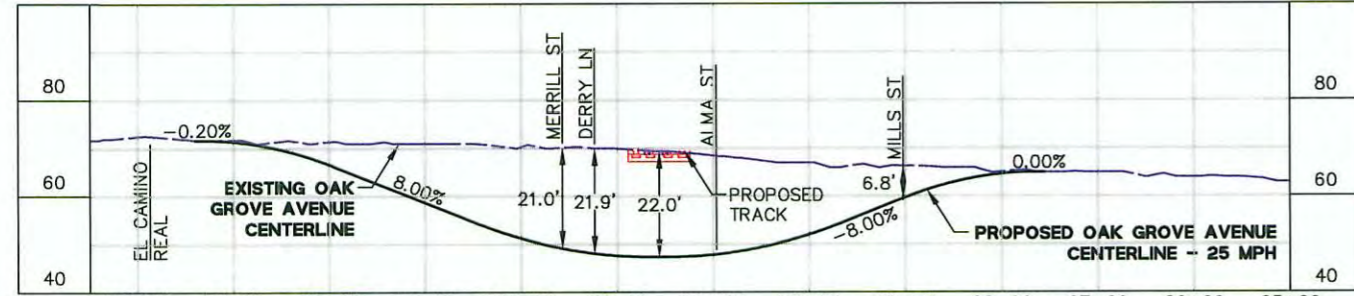 80
60
40
-0.20%
EL CAMINO
REAL
EXISTING OAK
GROVE AVENUE
CENTERLINE
8.00%
MERRILL ST
DERRY LN
21.0'
21.9'
22.0'
ALMA ST
PROPOSED
TRACK
MILLS ST
6.8'
-8.00%
0.00%
PROPOSED OAK GROVE AVENUE
CENTERLINE - 25 MPH
80
60
40